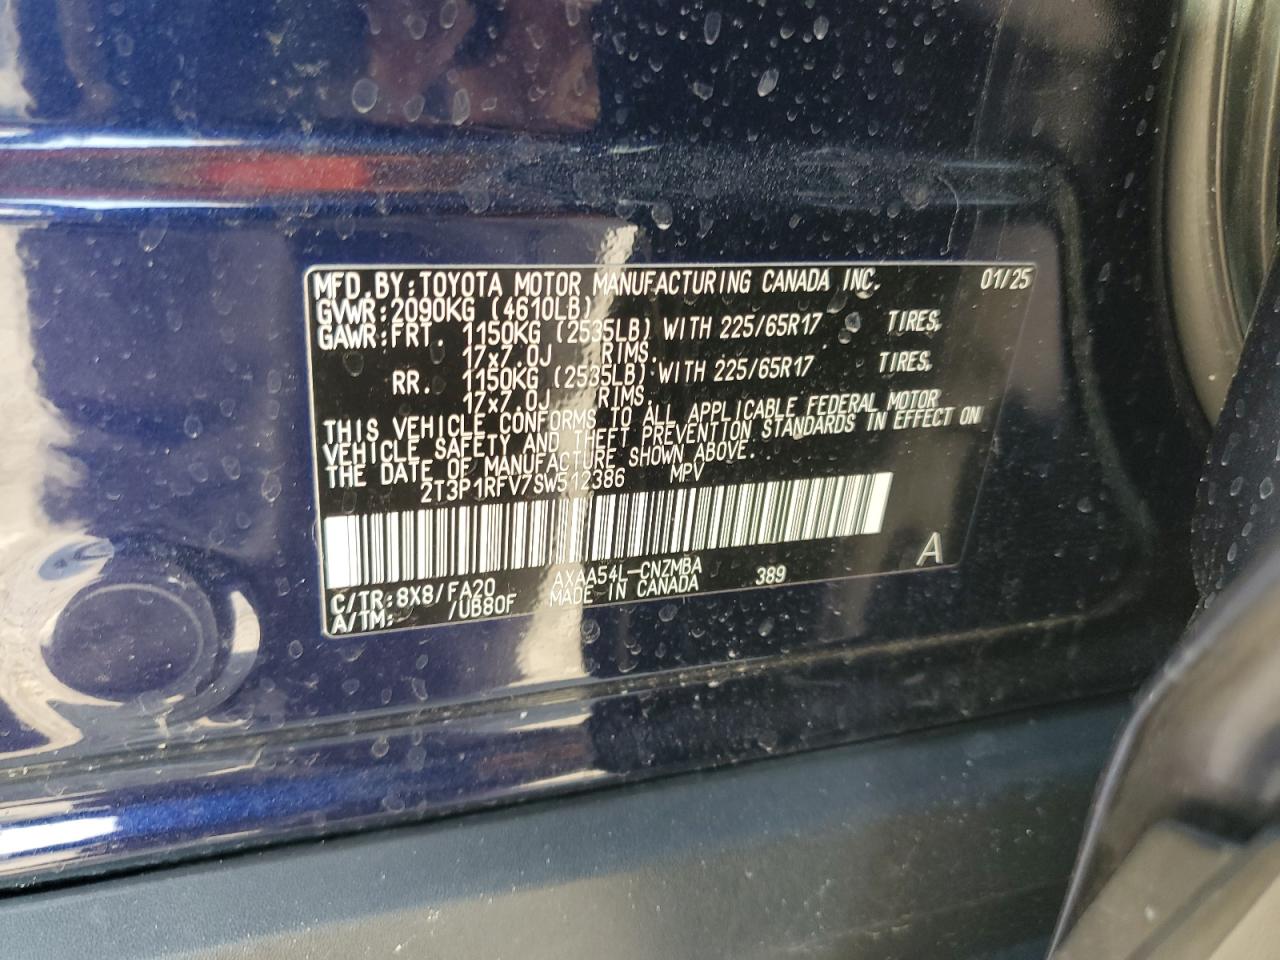 MFD.BY:TOYOTA MOTOR MANUFACTURING CANADA INC. 01/25
GVWR:2090KG (4610LB)
GAWR:FRT. 1150KG (2535LB) WITH 225/65R17 TIRES,
17x7.0J RIMS.
RR. 1150KG (2535LB) WITH 225/65R17 TIRES,
17x7.0J RIMS.
THIS VEHICLE CONFORMS TO ALL APPLICABLE FEDERAL MOTOR
VEHICLE SAFETY AND THEFT PREVENTION STANDARDS IN EFFECT ON
THE DATE OF MANUFACTURE SHOWN ABOVE.
2T3P1RFV7SW512386 MPV
C/TR:8X8/FA20 AXAA54L-CNZMBA 389 A
A/TM: /UB80F MADE IN CANADA